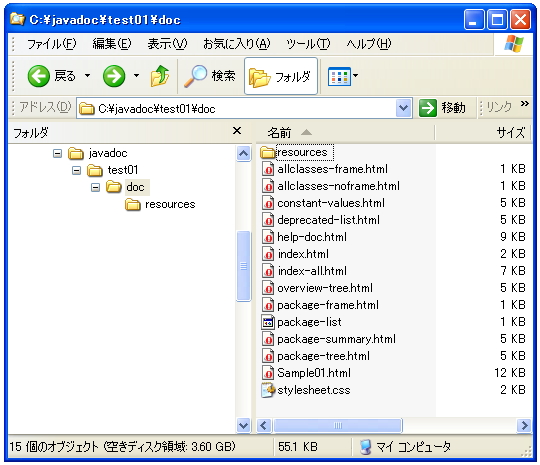 C:¥javadoc¥test01¥doc
ファイル(F) 編集(E) 表示(V) お気に入り(A) ツール(T) ヘルプ(H)
戻る 検索 フォルダ
アドレス(D) C:¥javadoc¥test01¥doc 移動 リンク »
フォルダ × 名前 サイズ
javadoc
test01
doc
resources
resources
allclasses-frame.html 1 KB
allclasses-noframe.html 1 KB
constant-values.html 5 KB
deprecated-list.html 5 KB
help-doc.html 9 KB
index.html 2 KB
index-all.html 7 KB
overview-tree.html 5 KB
package-frame.html 1 KB
package-list 1 KB
package-summary.html 5 KB
package-tree.html 5 KB
Sample01.html 12 KB
stylesheet.css 2 KB
15 個のオブジェクト (空きディスク領域: 3.60 GB) 55.1 KB マイ コンピュータ